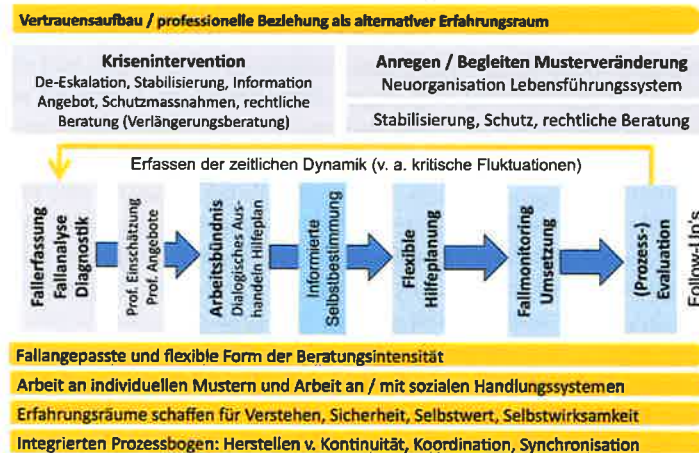 Vertrauensaufbau / professionelle Beziehung als alternativer Erfahrungsraum
Krisenintervention
De-Eskalation, Stabilisierung, Information
Angebot, Schutzmassnahmen, rechtliche
Beratung (Verlängerungsberatung)
Anregen / Begleiten Musterveränderung
Neuorganisation Lebensführungssystem
Stabilisierung, Schutz, rechtliche Beratung
Erfassen der zeitlichen Dynamik (v. a. kritische Fluktuationen)
Fallerfassung
Fallanalyse
Diagnostik
Prof. Einschätzung
Prof. Angebote
Arbeitsbündnis
Dialogisches Aus-
handeln Hilfeplan
Informierte
Selbstbestimmung
Flexible
Hilfeplanung
Fallmonitoring
Umsetzung
(Prozess-)
Evaluation
Follow-Up's
Fallangepasste und flexible Form der Beratungsintensität
Arbeit an individuellen Mustern und Arbeit an / mit sozialen Handlungssystemen
Erfahrungsräume schaffen für Verstehen, Sicherheit, Selbstwert, Selbstwirksamkeit
Integrierten Prozessbogen: Herstellen v. Kontinuität, Koordination, Synchronisation